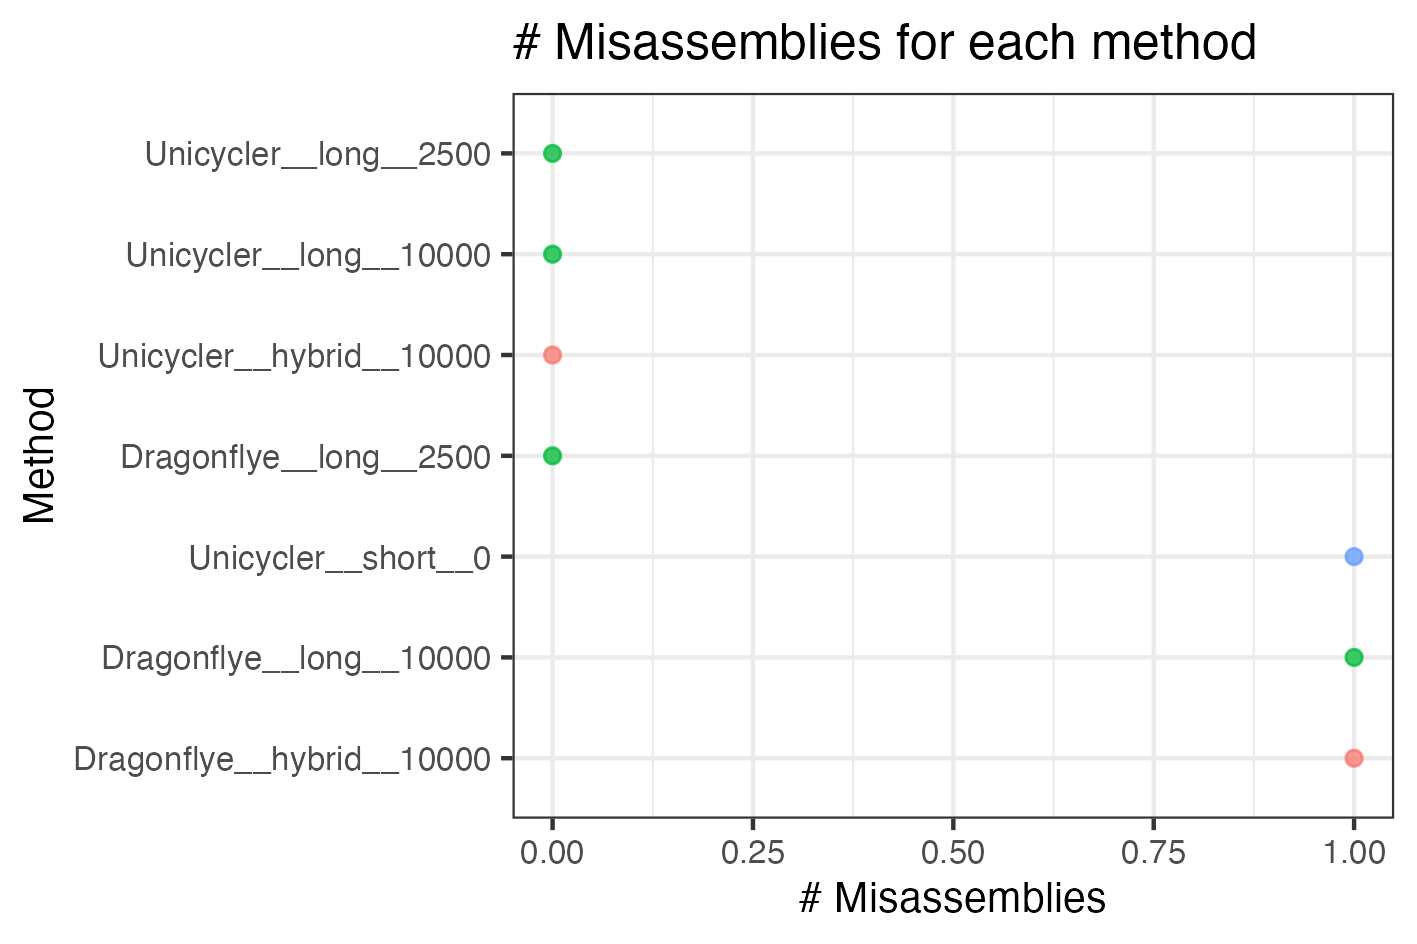 # Misassemblies for each method
Unicycler__long__2500
Unicycler__long__10000
Unicycler__hybrid__10000
Dragonflye__long__2500
Unicycler__short__0
Dragonflye__long__10000
Dragonflye__hybrid__10000
Method
0.00 0.25 0.50 0.75 1.00
# Misassemblies